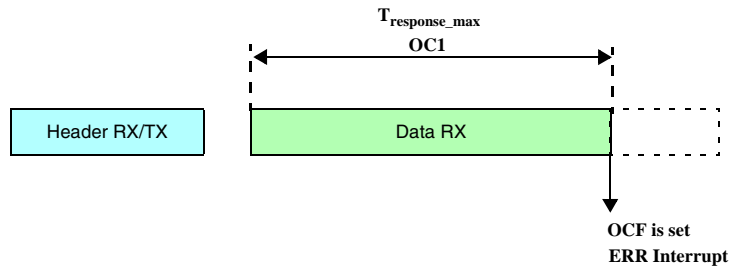 Tresponse_max
OC1
Header RX/TX
Data RX
OCF is set
ERR Interrupt